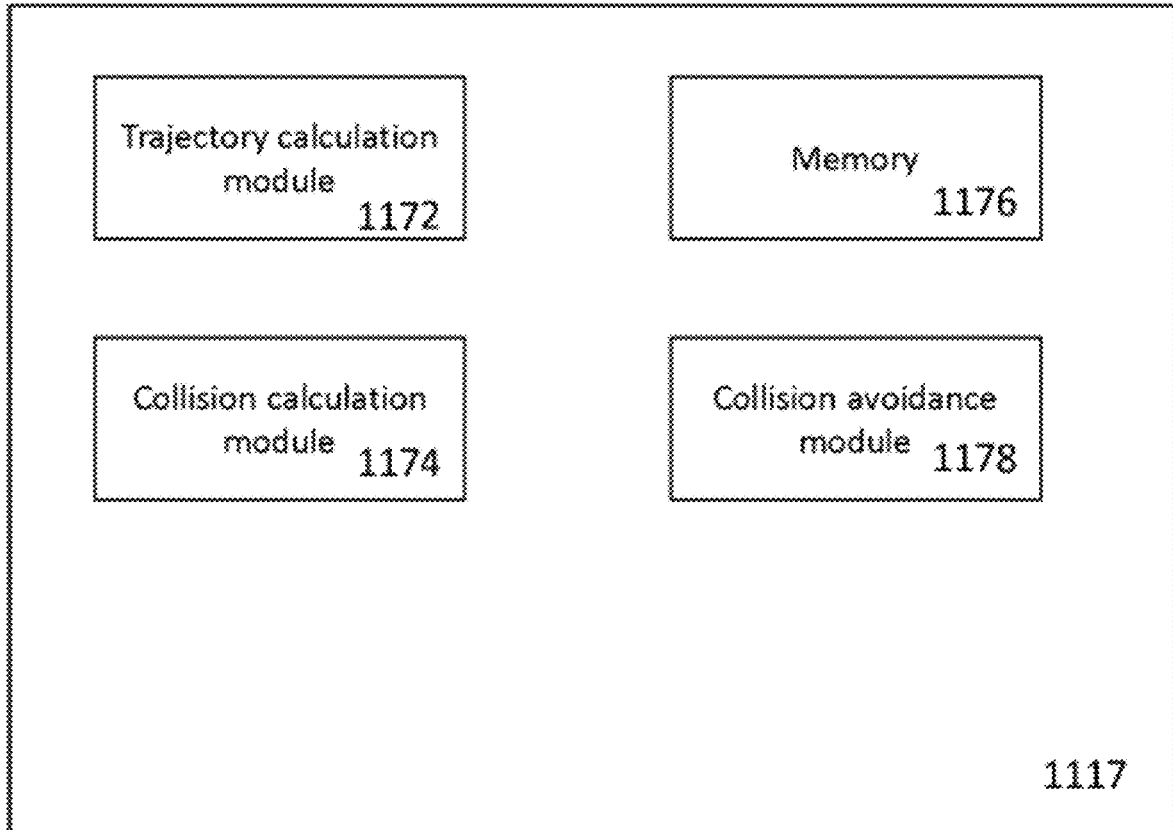 Trajectory calculation
module
1172
Memory
1176
Collision calculation
module
1174
Collision avoidance
module
1178
1117